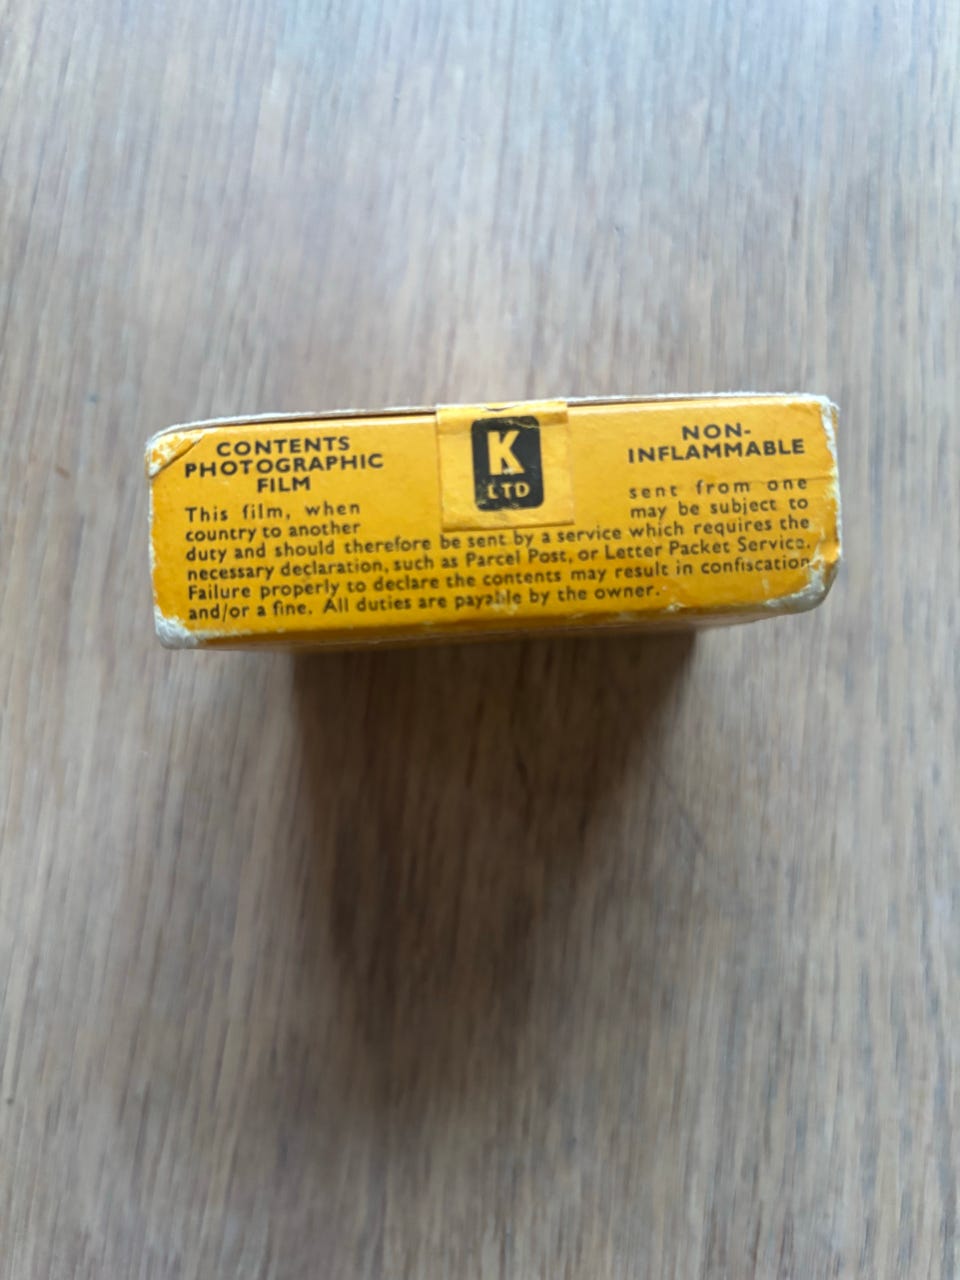 CONTENTS
PHOTOGRAPHIC
FILM
K
LTD
NON-
INFLAMMABLE
This film, when sent from one
country to another may be subject to
duty and should therefore be sent by a service which requires the
necessary declaration, such as Parcel Post, or Letter Packet Service.
Failure properly to declare the contents may result in confiscation
and/or a fine. All duties are payable by the owner.